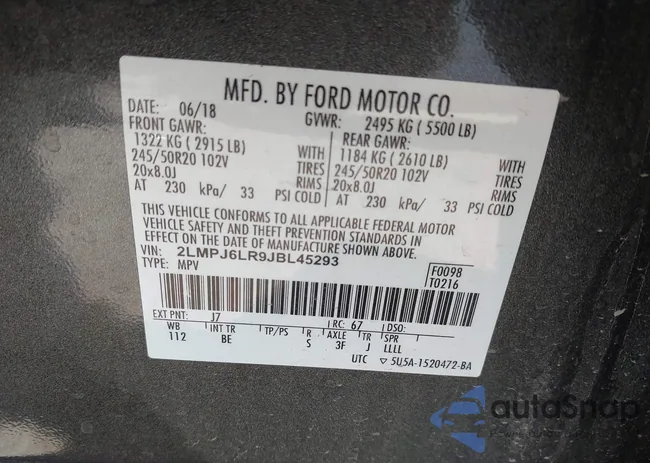 MFD. BY FORD MOTOR CO.
DATE: 06/18 GVWR: 2495 KG ( 5500 LB)
FRONT GAWR: REAR GAWR:
1322 KG ( 2915 LB) WITH 1184 KG ( 2610 LB) WITH
245/50R20 102V TIRES 245/50R20 102V TIRES
20x8.0J RIMS 20x8.0J RIMS
AT 230 kPa/ 33 PSI COLD AT 230 kPa/ 33 PSI COLD
THIS VEHICLE CONFORMS TO ALL APPLICABLE FEDERAL MOTOR
VEHICLE SAFETY AND THEFT PREVENTION STANDARDS IN
EFFECT ON THE DATE OF MANUFACTURE SHOWN ABOVE.
VIN: 2LMPJ6LR9JBL45293
TYPE: MPV
F0098
T0216
EXT PNT: J7 RC: 67 DSO:
WB INT TR TP/PS R AXLE TR SPR
112 BE S 3F J LLLL
UTC ▽ 5U5A-1520472-BA
autoSnap